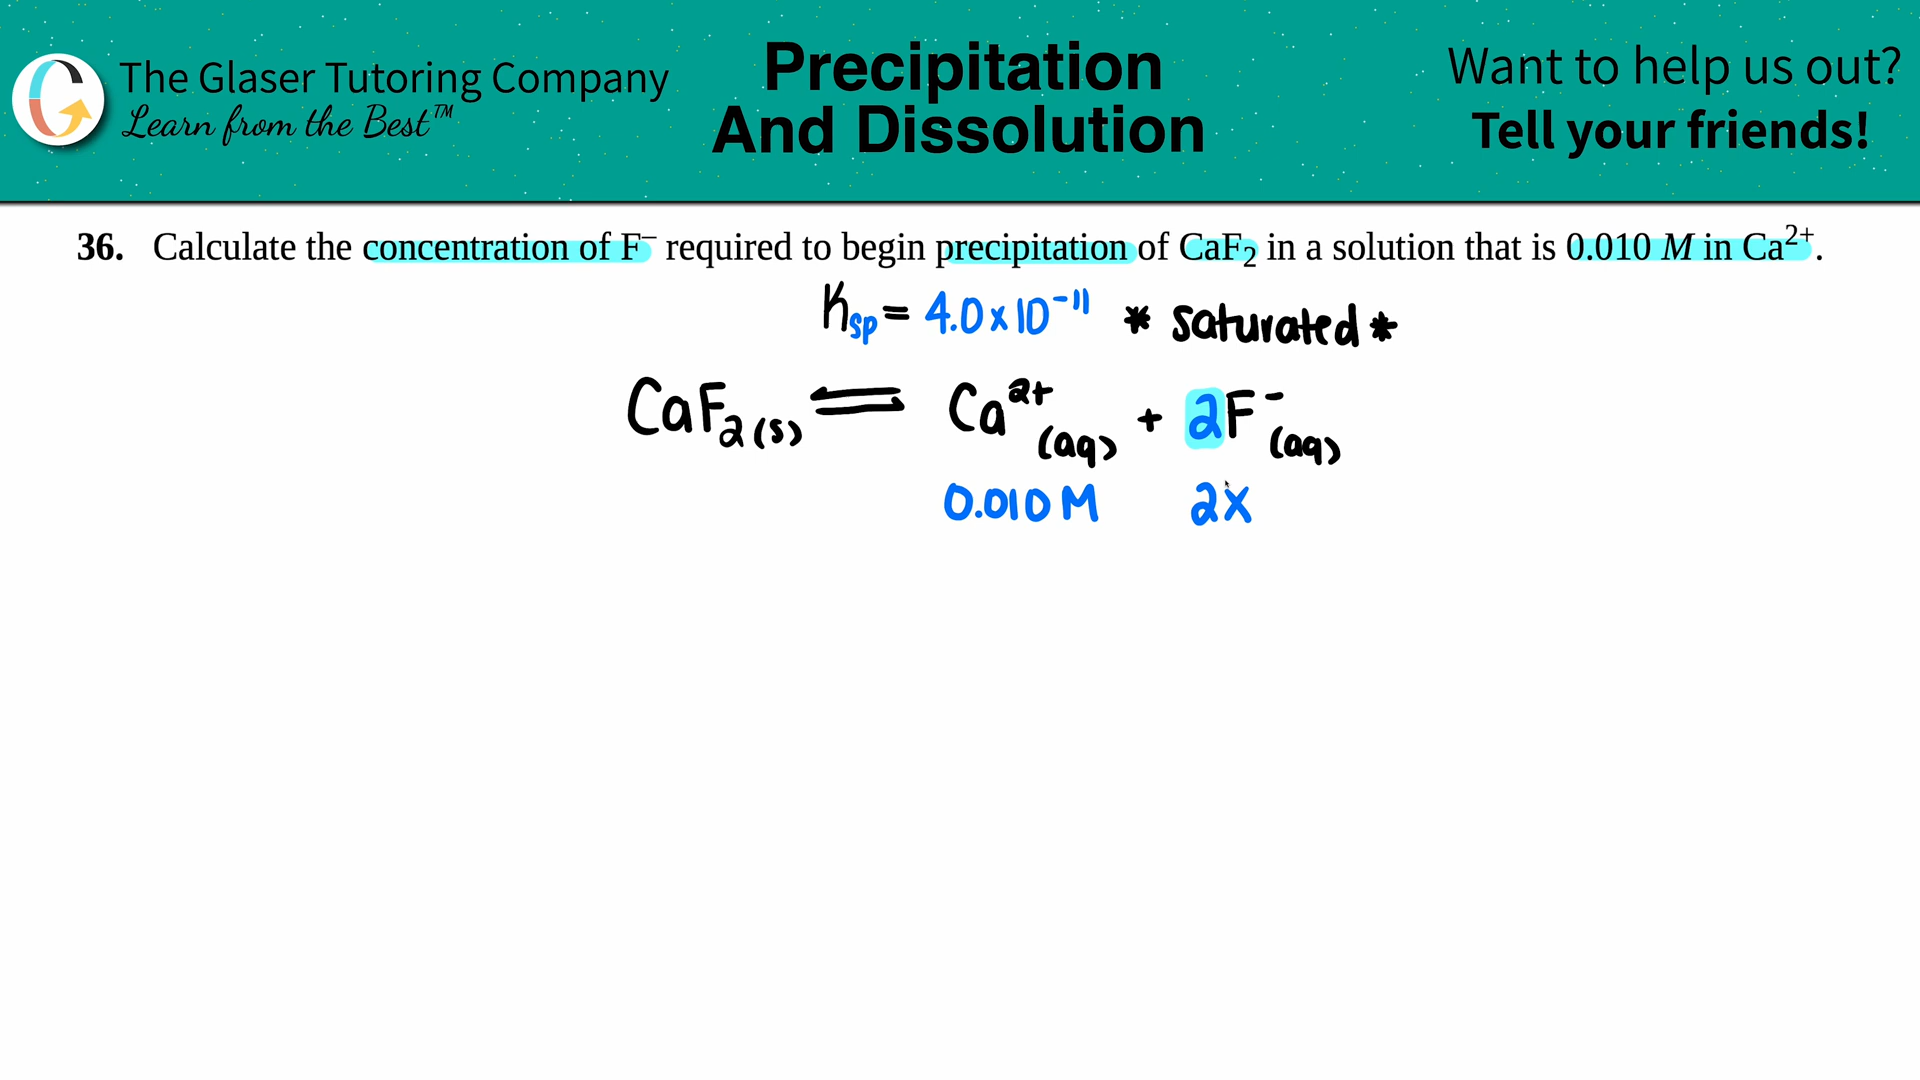 The Glaser Tutoring Company
Learn from the Best™
Precipitation
And Dissolution
Want to help us out?
Tell your friends!
36. Calculate the concentration of F⁻ required to begin precipitation of CaF₂ in a solution that is 0.010 M in Ca²⁺.
Ksp = 4.0 x 10⁻¹¹ * saturated *
CaF₂(s) ⇌ Ca²⁺(aq) + 2F⁻(aq)
0.010 M 2x